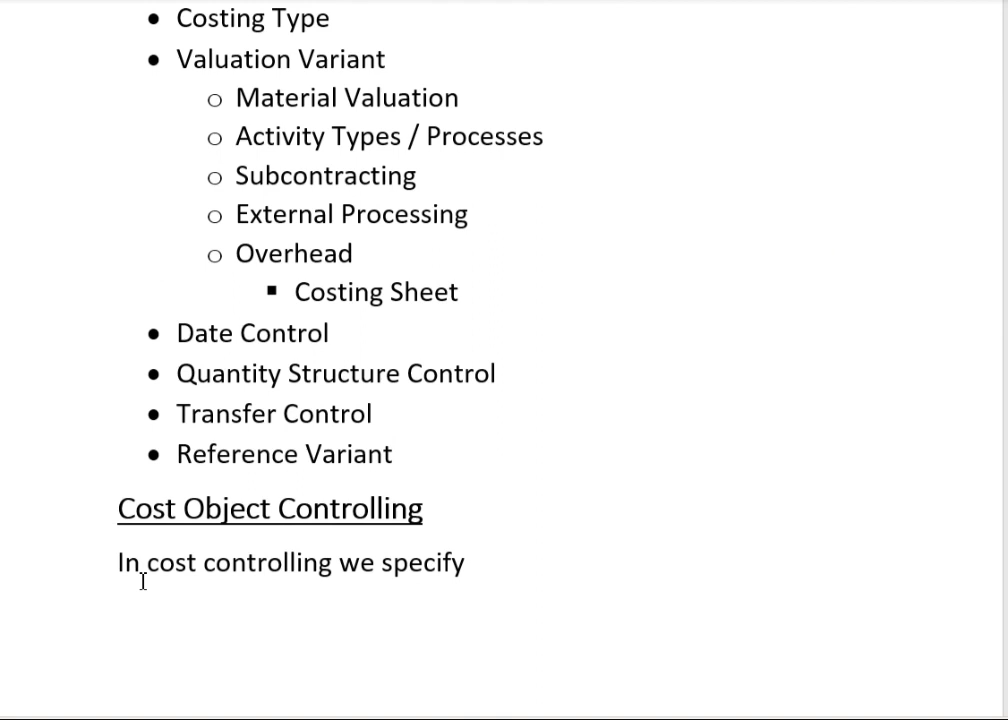 • Costing Type
• Valuation Variant
o Material Valuation
o Activity Types / Processes
o Subcontracting
o External Processing
o Overhead
▪ Costing Sheet
• Date Control
• Quantity Structure Control
• Transfer Control
• Reference Variant
Cost Object Controlling
In cost controlling we specify